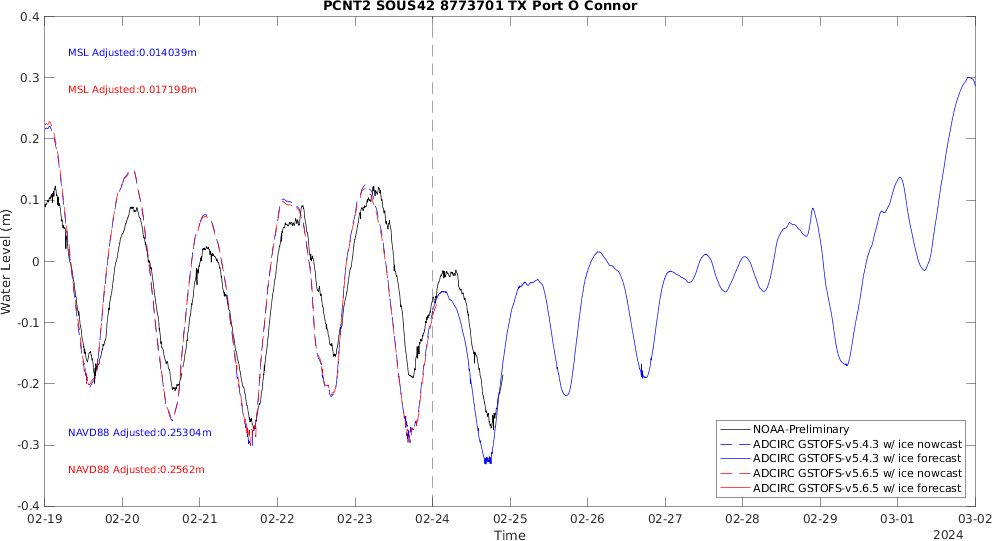 PCNT2 SOUS42 8773701 TX Port O Connor
0.4
0.3
0.2
0.1
0
-0.1
-0.2
-0.3
-0.4
Water Level (m)
MSL Adjusted:0.014039m
MSL Adjusted:0.017198m
NAVD88 Adjusted:0.25304m
NAVD88 Adjusted:0.2562m
NOAA-Preliminary
ADCIRC GSTOFS-v5.4.3 w/ ice nowcast
ADCIRC GSTOFS-v5.4.3 w/ ice forecast
ADCIRC GSTOFS-v5.6.5 w/ ice nowcast
ADCIRC GSTOFS-v5.6.5 w/ ice forecast
02-19 02-20 02-21 02-22 02-23 02-24 02-25 02-26 02-27 02-28 02-29 03-01 03-02
Time
2024